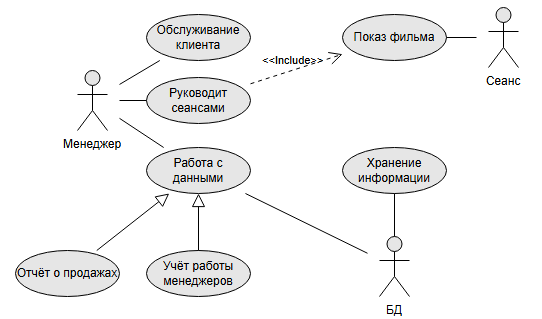 Обслуживание
клиента
Показ фильма
<<Include>>
Сеанс
Руководит
сеансами
Менеджер
Работа с
данными
Хранение
информации
Отчёт о продажах
Учёт работы
менеджеров
БД